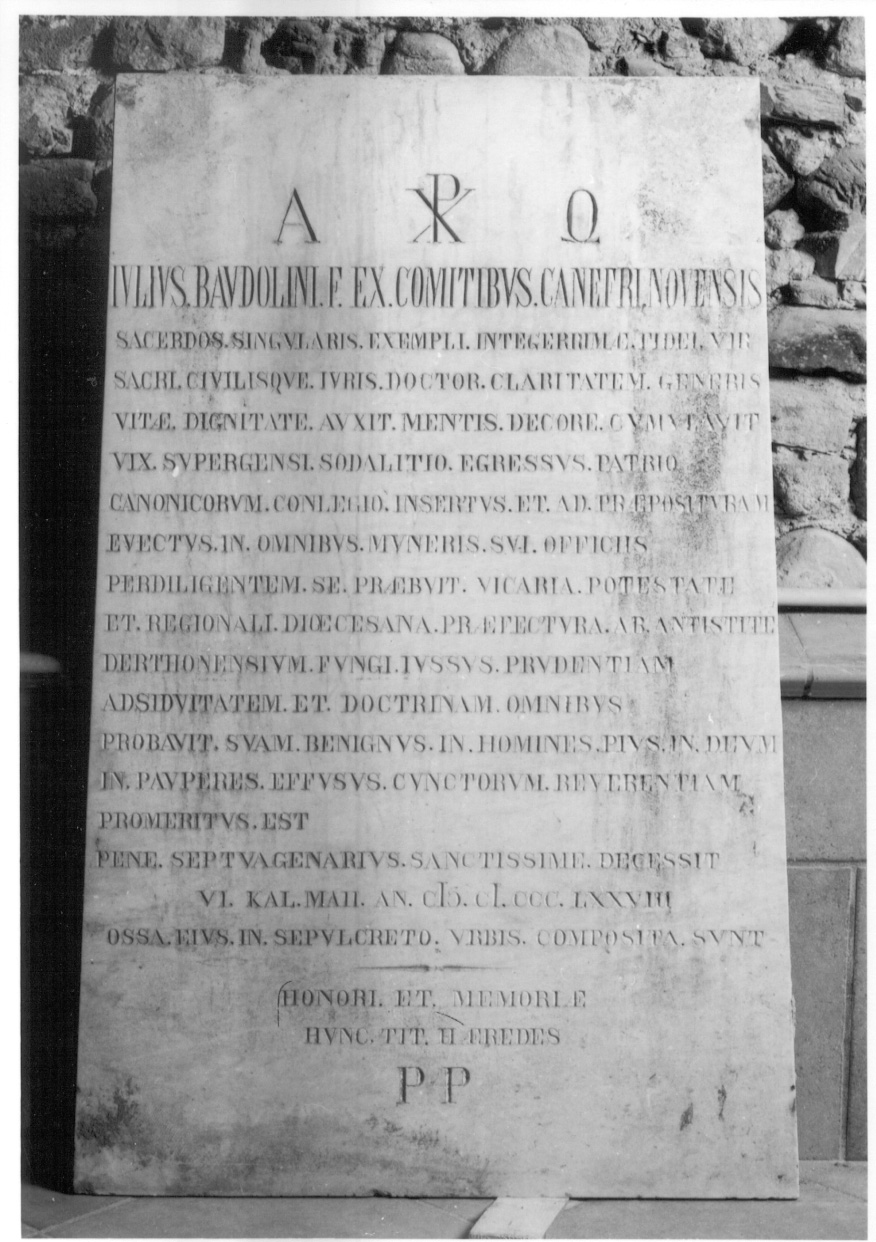 Α ☧ Ω
IVLIVS. BAVDOLINI. F. EX. COMITIBVS. CANEFRI. NOVENSIS
SACERDOS. SINGVLARIS. EXEMPLI. INTEGERRIMÆ. FIDEI. VIR
SACRI. CIVILISQVE. IVRIS. DOCTOR. CLARITATEM. GENERIS
VITÆ. DIGNITATE. AVXIT. MENTIS. DECORE. CVMVLAVIT
VIX. SVPERGENSI. SODALITIO. EGRESSVS. PATRIO
CANONICORVM. CONLEGIO. INSERTVS. ET. AD. PRÆPOSITVRAM
EVECTVS. IN. OMNIBVS. MVNERIS. SVI. OFFICIIS
PERDILIGENTEM. SE. PRÆBVIT. VICARIA. POTESTATE
ET. REGIONALI. DIŒCESANA. PRÆFECTVRA. AB. ANTISTITE
DERTHONENSIVM. FVNGI. IVSSVS. PRVDENTIAM
ADSIDVITATEM. ET. DOCTRINAM. OMNIBVS
PROBAVIT. SVAM. BENIGNVS. IN. HOMINES. PIVS. IN. DEVM
IN. PAVPERES. EFFVSVS. CVNCTORVM. REVERENTIAM
PROMERITVS. EST
PENE. SEPTVAGENARIVS. SANCTISSIME. DECESSIT
VI. KAL. MAII. AN. CIↃ. CI. CCC. LXXVIII
OSSA. EIVS. IN. SEPVLCRETO. VRBIS. COMPOSITA. SVNT
HONORI. ET. MEMORIÆ
HVNC. TIT. HÆREDES
P P